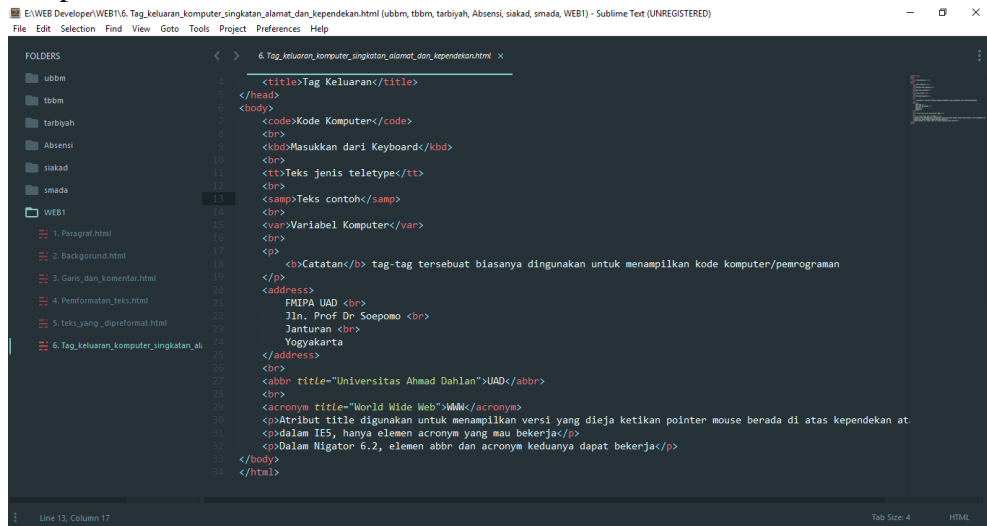 E:\WEB Developer\WEB1\6. Tag_keluaran_komputer_singkatan_alamat_dan_kependekan.html (ubbm, tbbm, tarbiyah, Absensi, siakad, smada, WEB1) - Sublime Text (UNREGISTERED)
File Edit Selection Find View Goto Tools Project Preferences Help
FOLDERS
ubbm
tbbm
tarbiyah
Absensi
siakad
smada
WEB1
1. Paragraf.html
2. Backgorund.html
3. Garis_dan_komentar.html
4. Pemformatan_teks.html
5. teks_yang _dipreformat.html
6. Tag_keluaran_komputer_singkatan_al
6. Tag_keluaran_komputer_singkatan_alamat_dan_kependekan.html ×
4 <title>Tag Keluaran</title>
5 </head>
6 <body>
7 <code>Kode Komputer</code>
8 <br>
9 <kbd>Masukkan dari Keyboard</kbd>
10 <br>
11 <tt>Teks jenis teletype</tt>
12 <br>
13 <samp>Teks contoh</samp>
14 <br>
15 <var>Variabel Komputer</var>
16 <br>
17 <p>
18 <b>Catatan</b> tag-tag tersebuat biasanya dingunakan untuk menampilkan kode komputer/pemrograman
19 </p>
20 <address>
21 FMIPA UAD <br>
22 Jln. Prof Dr Soepomo <br>
23 Janturan <br>
24 Yogyakarta
25 </address>
26 <br>
27 <abbr title="Universitas Ahmad Dahlan">UAD</abbr>
28 <br>
29 <acronym title="World Wide Web">WWW</acronym>
30 <p>Atribut title digunakan untuk menampilkan versi yang dieja ketikan pointer mouse berada di atas kependekan at
31 <p>dalam IE5, hanya elemen acronym yang mau bekerja</p>
32 <p>Dalam Nigator 6.2, elemen abbr dan acronym keduanya dapat bekerja</p>
33 </body>
34 </html>
Line 13, Column 17
Tab Size: 4
HTML